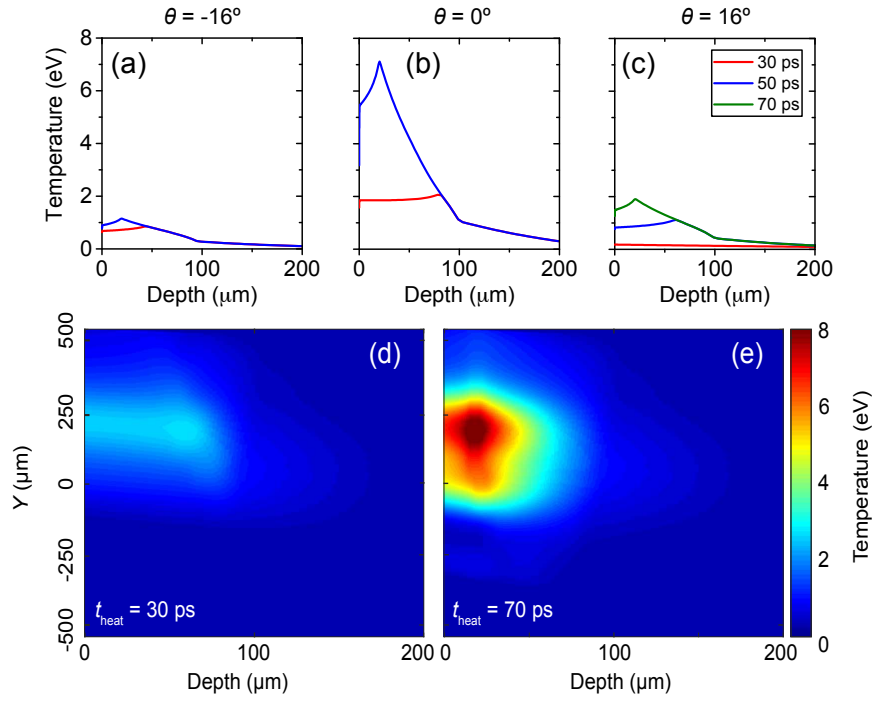 θ = -16º
θ = 0º
θ = 16º
8
6
4
2
0
Temperature (eV)
(a)
(b)
(c)
30 ps
50 ps
70 ps
0 100 200
0 100 200
0 100 200
Depth (μm)
Depth (μm)
Depth (μm)
500
250
0
-250
-500
Y (μm)
(d)
t_heat = 30 ps
(e)
t_heat = 70 ps
8
6
4
2
0
Temperature (eV)
0 100 200
0 100 200
Depth (μm)
Depth (μm)